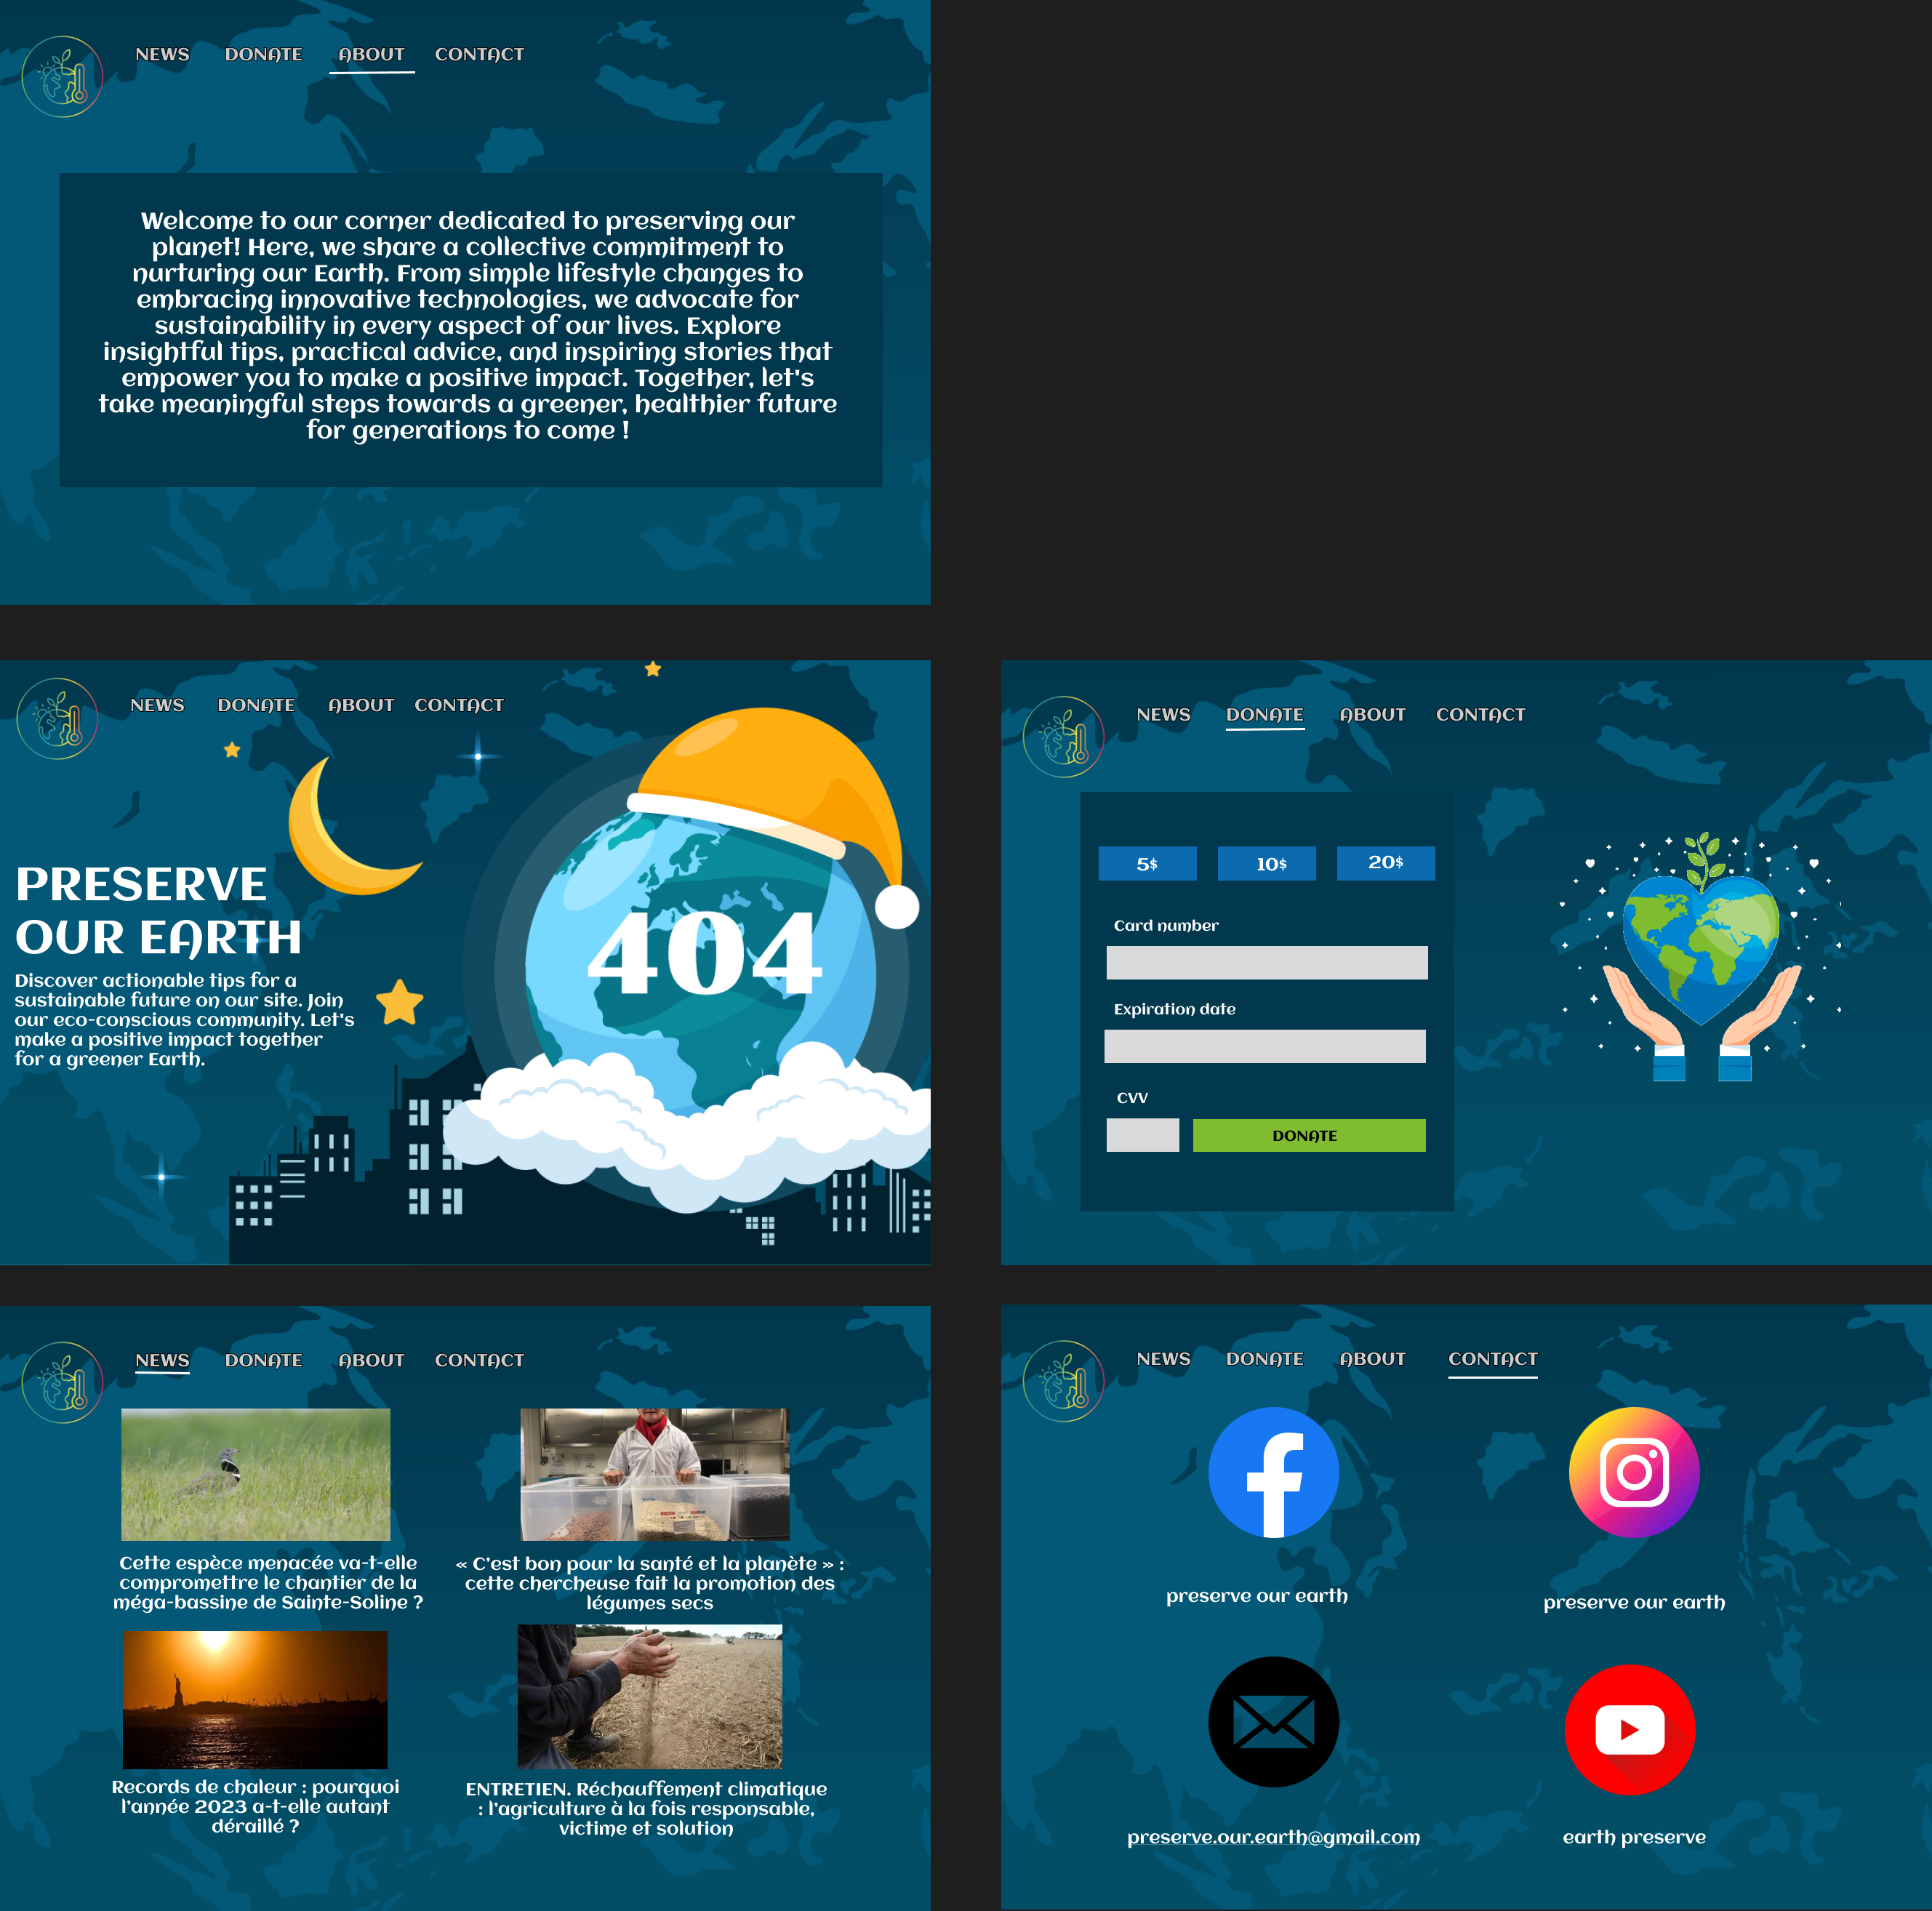 NEWS DONATE ABOUT CONTACT
Welcome to our corner dedicated to preserving our
planet! Here, we share a collective commitment to
nurturing our Earth. From simple lifestyle changes to
embracing innovative technologies, we advocate for
sustainability in every aspect of our lives. Explore
insightful tips, practical advice, and inspiring stories that
empower you to make a positive impact. Together, let's
take meaningful steps towards a greener, healthier future
for generations to come !
NEWS DONATE ABOUT CONTACT
PRESERVE
OUR EARTH
Discover actionable tips for a
sustainable future on our site. Join
our eco-conscious community. Let's
make a positive impact together
for a greener Earth.
404
NEWS DONATE ABOUT CONTACT
5$ 10$ 20$
Card number
Expiration date
CVV
DONATE
NEWS DONATE ABOUT CONTACT
Cette espèce menacée va-t-elle
compromettre le chantier de la
méga-bassine de Sainte-Soline ?
« C'est bon pour la santé et la planète » :
cette chercheuse fait la promotion des
légumes secs
Records de chaleur : pourquoi
l'année 2023 a-t-elle autant
déraillé ?
ENTRETIEN. Réchauffement climatique
: l'agriculture à la fois responsable,
victime et solution
NEWS DONATE ABOUT CONTACT
preserve our earth
preserve our earth
preserve.our.earth@gmail.com
earth preserve